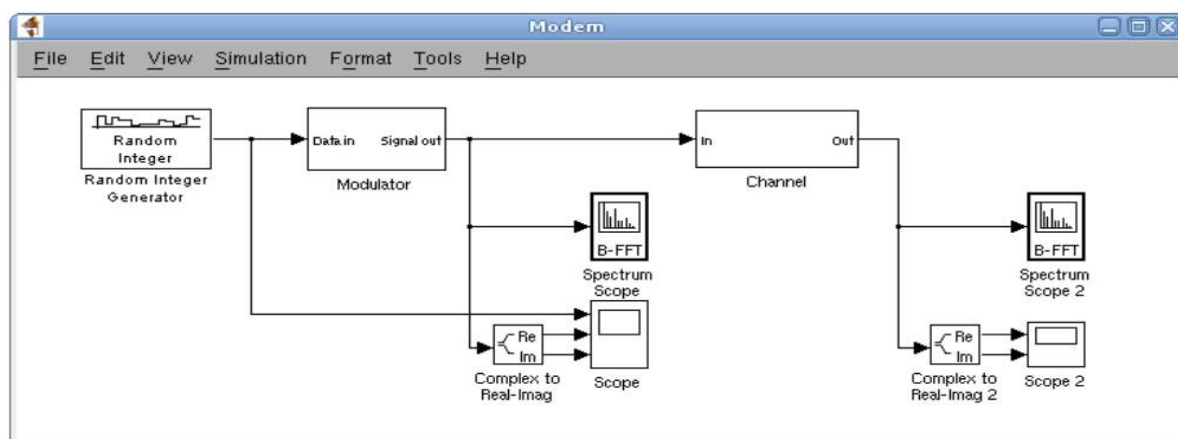 Modem
File Edit View Simulation Format Tools Help
Random
Integer
Random Integer
Generator
Data in Signal out
Modulator
In Out
Channel
B-FFT
Spectrum
Scope
B-FFT
Spectrum
Scope 2
Re
Im
Complex to
Real-Imag
Scope
Re
Im
Complex to
Real-Imag 2
Scope 2